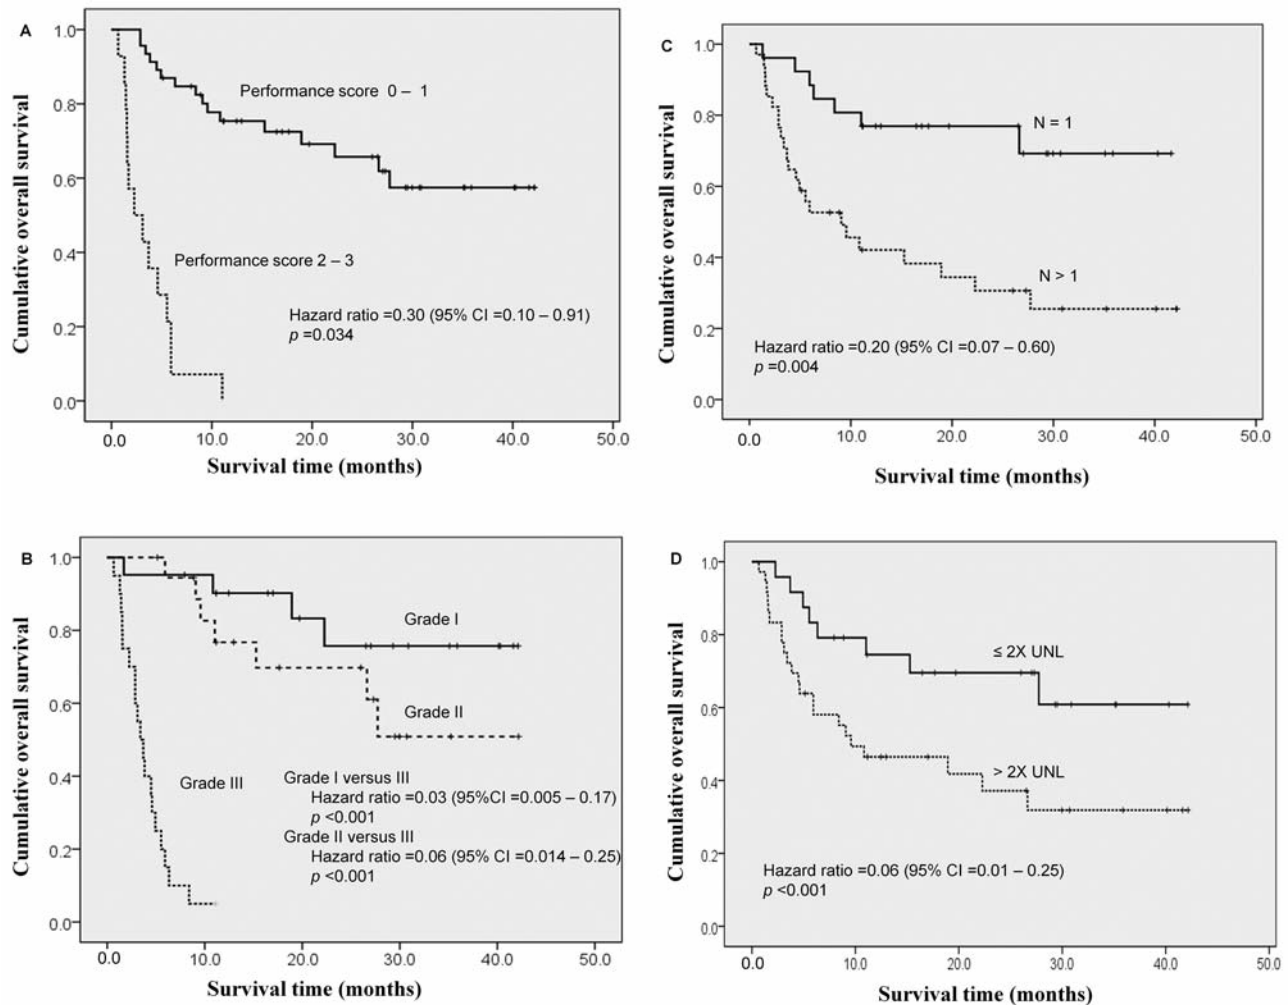 A
Cumulative overall survival
1.0
0.8
0.6
0.4
0.2
0.0
Performance score 0 – 1
Performance score 2 – 3
Hazard ratio =0.30 (95% CI =0.10 – 0.91)
p =0.034
0.0 10.0 20.0 30.0 40.0 50.0
Survival time (months)
C
Cumulative overall survival
1.0
0.8
0.6
0.4
0.2
0.0
N = 1
N > 1
Hazard ratio =0.20 (95% CI =0.07 – 0.60)
p =0.004
0.0 10.0 20.0 30.0 40.0 50.0
Survival time (months)
B
Cumulative overall survival
1.0
0.8
0.6
0.4
0.2
0.0
Grade I
Grade II
Grade III
Grade I versus III
Hazard ratio =0.03 (95%CI =0.005 – 0.17)
p <0.001
Grade II versus III
Hazard ratio =0.06 (95% CI =0.014 – 0.25)
p <0.001
0.0 10.0 20.0 30.0 40.0 50.0
Survival time (months)
D
Cumulative overall survival
1.0
0.8
0.6
0.4
0.2
0.0
≤ 2X UNL
> 2X UNL
Hazard ratio =0.06 (95% CI =0.01 – 0.25)
p <0.001
0.0 10.0 20.0 30.0 40.0 50.0
Survival time (months)